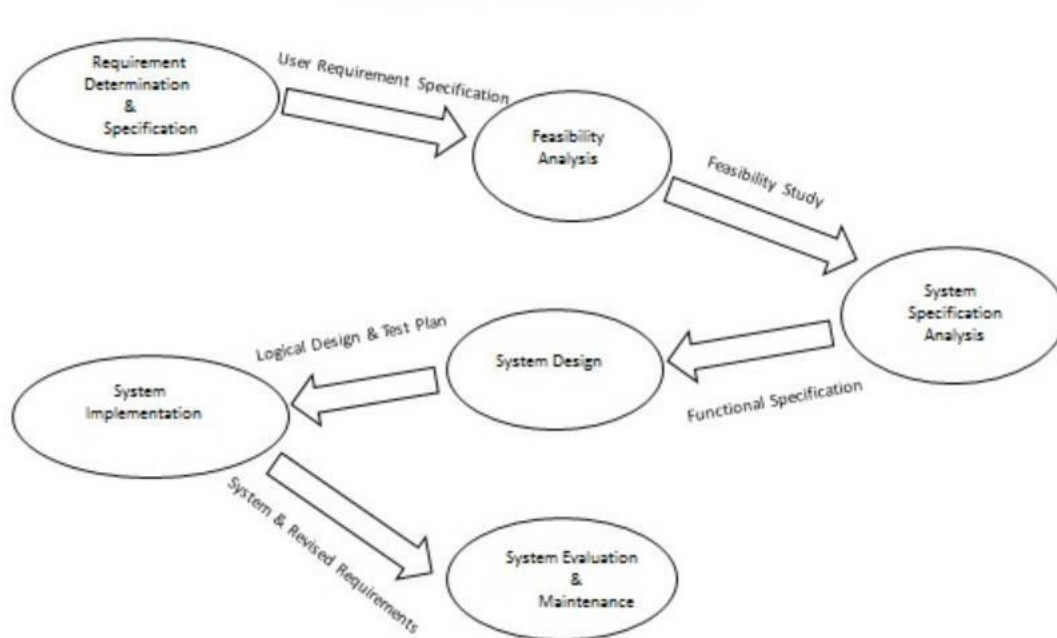 Requirement
Determination
&
Specification
User Requirement Specification
Feasibility
Analysis
Feasibility Study
System
Specification
Analysis
Functional Specification
System Design
Logical Design & Test Plan
System
Implementation
System & Revised Requirements
System Evaluation
&
Maintenance